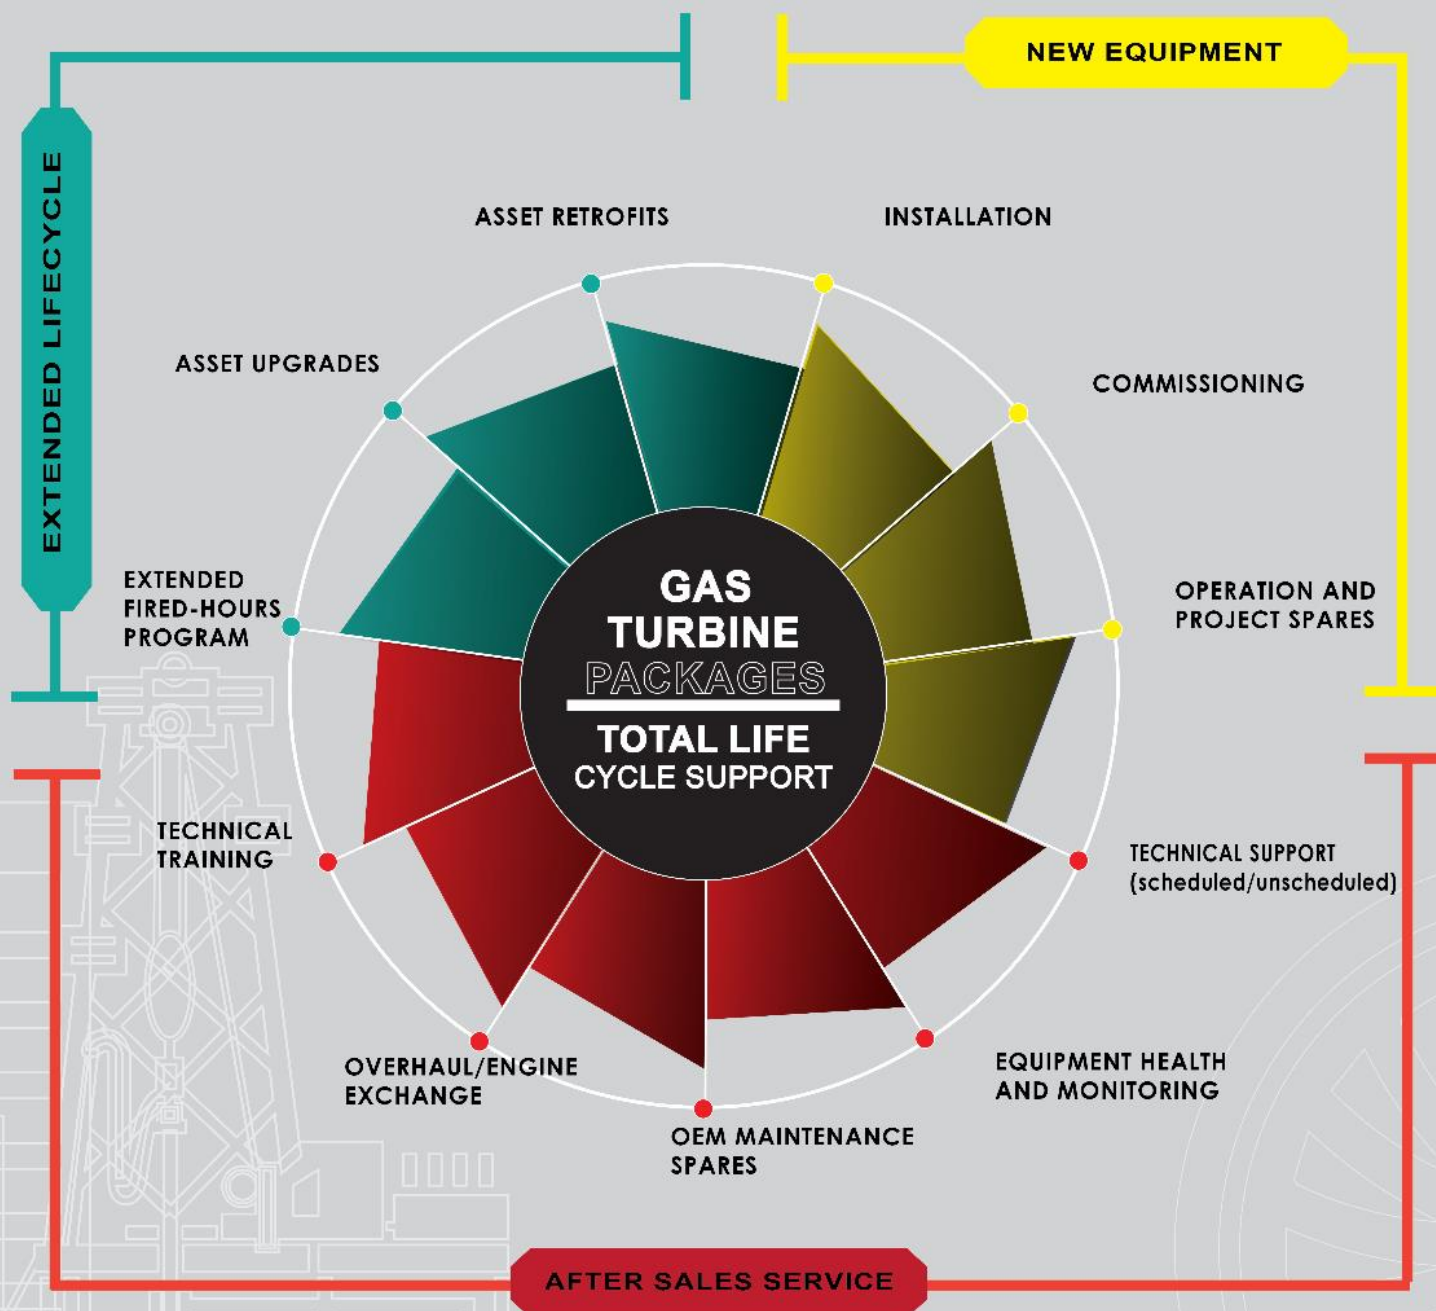 NEW EQUIPMENT
EXTENDED LIFECYCLE
ASSET RETROFITS
INSTALLATION
ASSET UPGRADES
COMMISSIONING
EXTENDED
FIRED-HOURS
PROGRAM
OPERATION AND
PROJECT SPARES
GAS
TURBINE
PACKAGES
TOTAL LIFE
CYCLE SUPPORT
TECHNICAL
TRAINING
TECHNICAL SUPPORT
(scheduled/unscheduled)
OVERHAUL/ENGINE
EXCHANGE
EQUIPMENT HEALTH
AND MONITORING
OEM MAINTENANCE
SPARES
AFTER SALES SERVICE